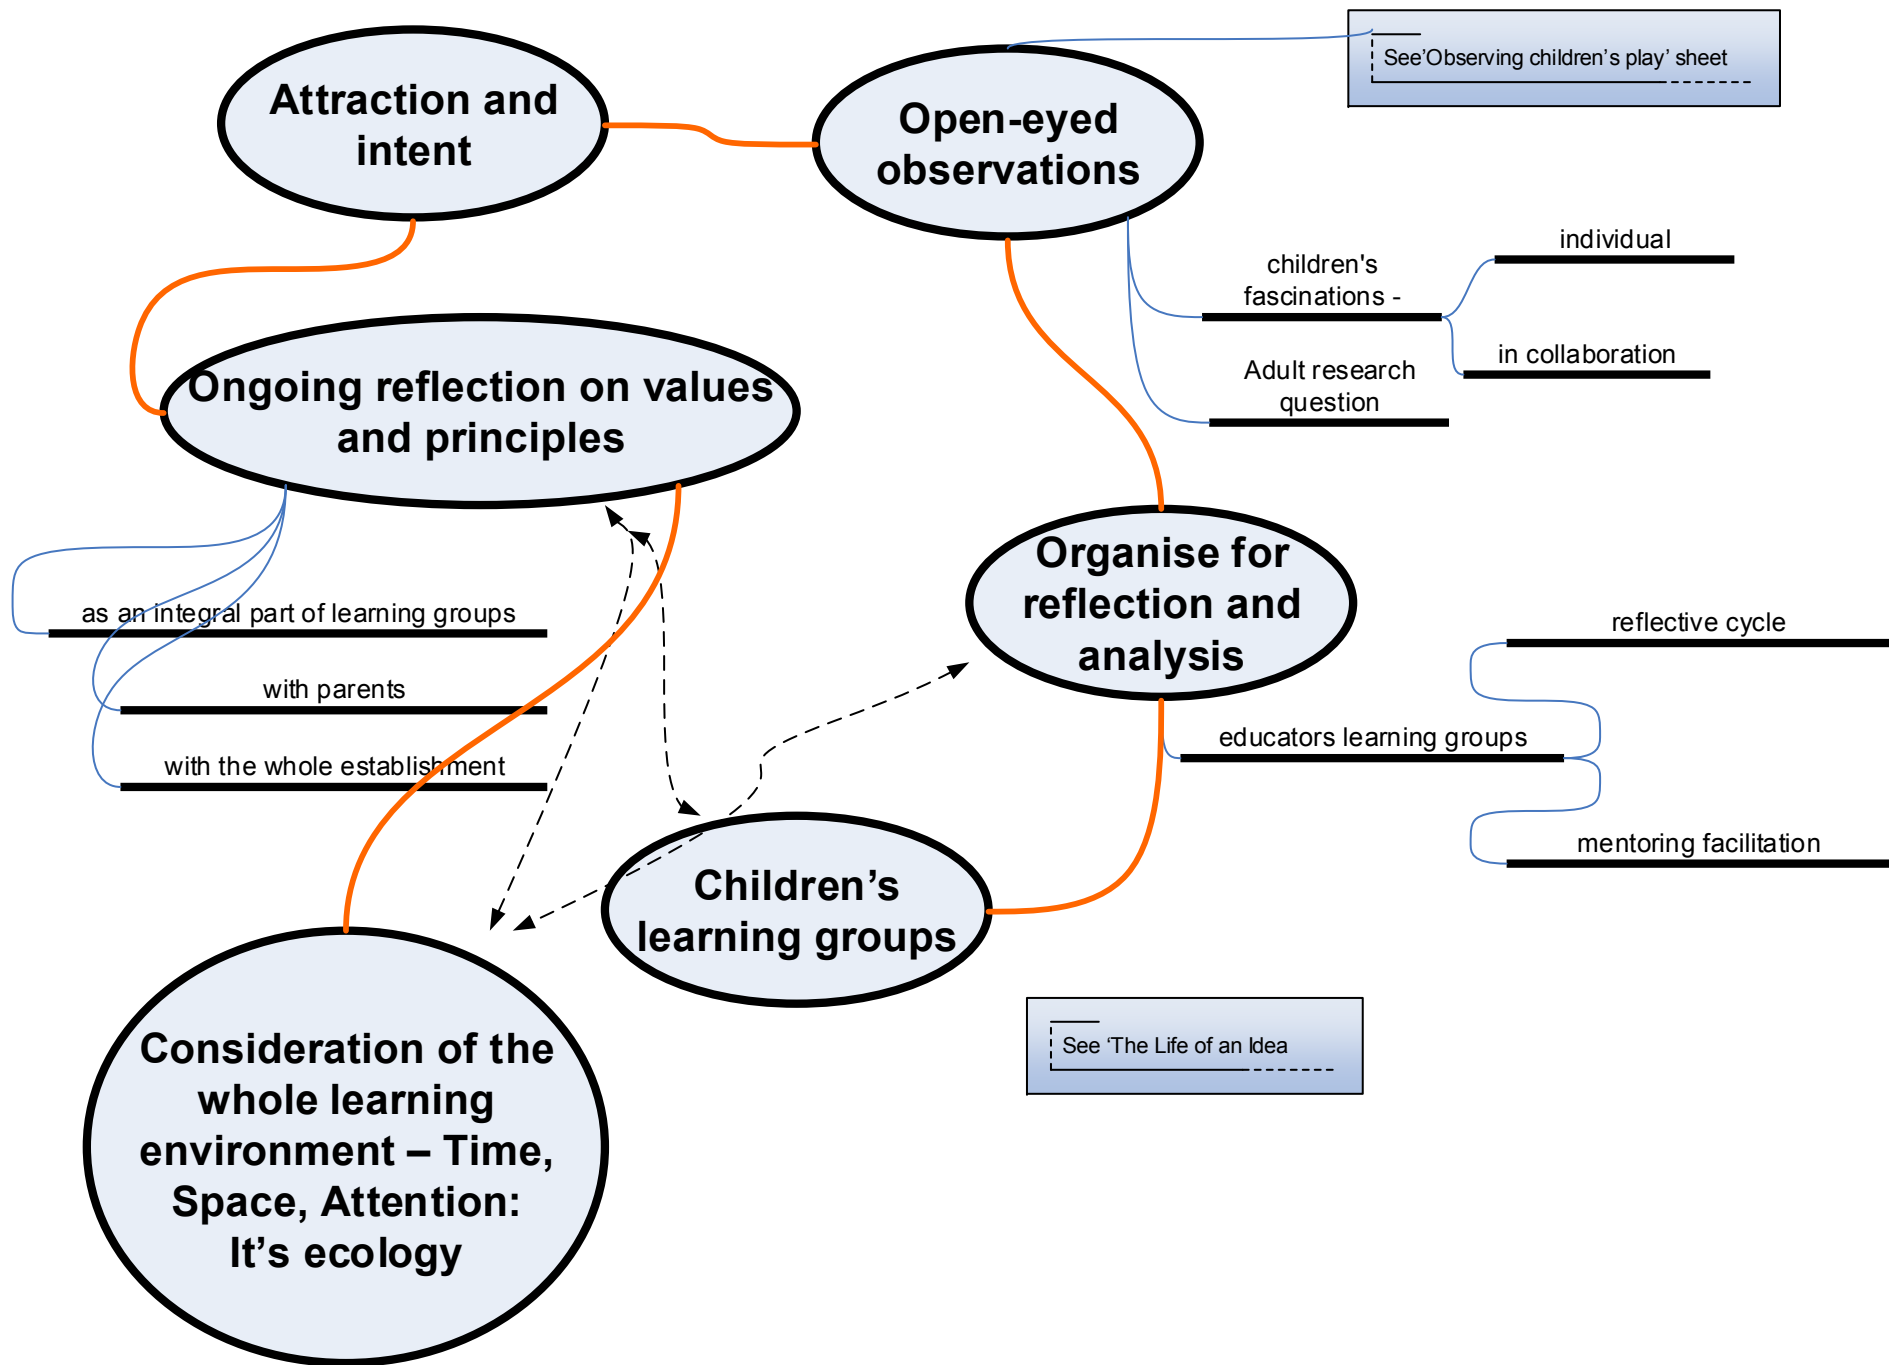 Attraction and
intent
Open-eyed
observations
See'Observing children's play' sheet
individual
children's
fascinations -
in collaboration
Adult research
question
Ongoing reflection on values
and principles
as an integral part of learning groups
with parents
with the whole establishment
Organise for
reflection and
analysis
reflective cycle
educators learning groups
mentoring facilitation
Children’s
learning groups
See ‘The Life of an Idea
Consideration of the
whole learning
environment – Time,
Space, Attention:
It’s ecology